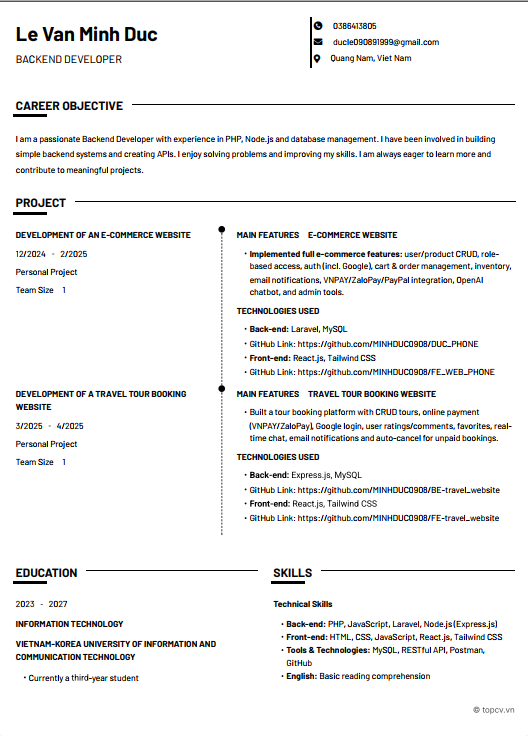 Le Van Minh Duc
BACKEND DEVELOPER
0386413805
ducle090891999@gmail.com
Quang Nam, Viet Nam
CAREER OBJECTIVE
I am a passionate Backend Developer with experience in PHP, Node.js and database management. I have been involved in building
simple backend systems and creating APIs. I enjoy solving problems and improving my skills. I am always eager to learn more and
contribute to meaningful projects.
PROJECT
DEVELOPMENT OF AN E-COMMERCE WEBSITE
12/2024 - 2/2025
Personal Project
Team Size 1
MAIN FEATURES E-COMMERCE WEBSITE
• Implemented full e-commerce features: user/product CRUD, role-
based access, auth (incl. Google), cart & order management, inventory,
email notifications, VNPAY/ZaloPay/PayPal integration, OpenAI
chatbot, and admin tools.
TECHNOLOGIES USED
• Back-end: Laravel, MySQL
• GitHub Link: https://github.com/MINHDUC0908/DUC_PHONE
• Front-end: React.js, Tailwind CSS
• GitHub Link: https://github.com/MINHDUC0908/FE_WEB_PHONE
DEVELOPMENT OF A TRAVEL TOUR BOOKING
WEBSITE
3/2025 - 4/2025
Personal Project
Team Size 1
MAIN FEATURES TRAVEL TOUR BOOKING WEBSITE
• Built a tour booking platform with CRUD tours, online payment
(VNPAY/ZaloPay), Google login, user ratings/comments, favorites, real-
time chat, email notifications and auto-cancel for unpaid bookings.
TECHNOLOGIES USED
• Back-end: Express.js, MySQL
• GitHub Link: https://github.com/MINHDUC0908/BE-travel_website
• Front-end: React.js, Tailwind CSS
• GitHub Link: https://github.com/MINHDUC0908/FE-travel_website
EDUCATION
2023 - 2027
INFORMATION TECHNOLOGY
VIETNAM-KOREA UNIVERSITY OF INFORMATION AND
COMMUNICATION TECHNOLOGY
• Currently a third-year student
SKILLS
Technical Skills
• Back-end: PHP, JavaScript, Laravel, Node.js (Express.js)
• Front-end: HTML, CSS, JavaScript, React.js, Tailwind CSS
• Tools & Technologies: MySQL, RESTful API, Postman,
GitHub
• English: Basic reading comprehension
© topcv.vn